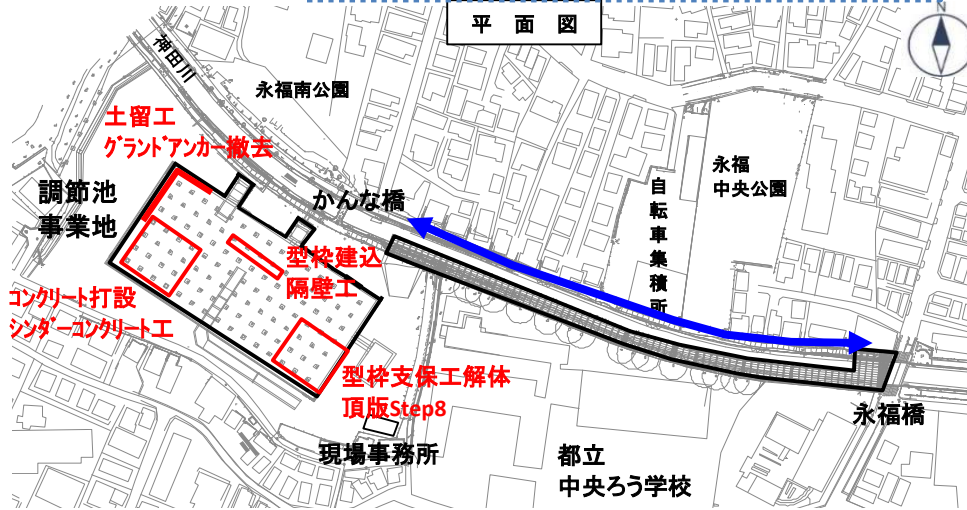 平面図
N
神田川
永福南公園
土留工
グランドアンカー撤去
調節池
事業地
かんな橋
永福
中央公園
自転車集積所
型枠建込
隔壁工
コンクリート打設
シンダーコンクリート工
型枠支保工解体
頂版Step8
永福橋
現場事務所
都立
中央ろう学校